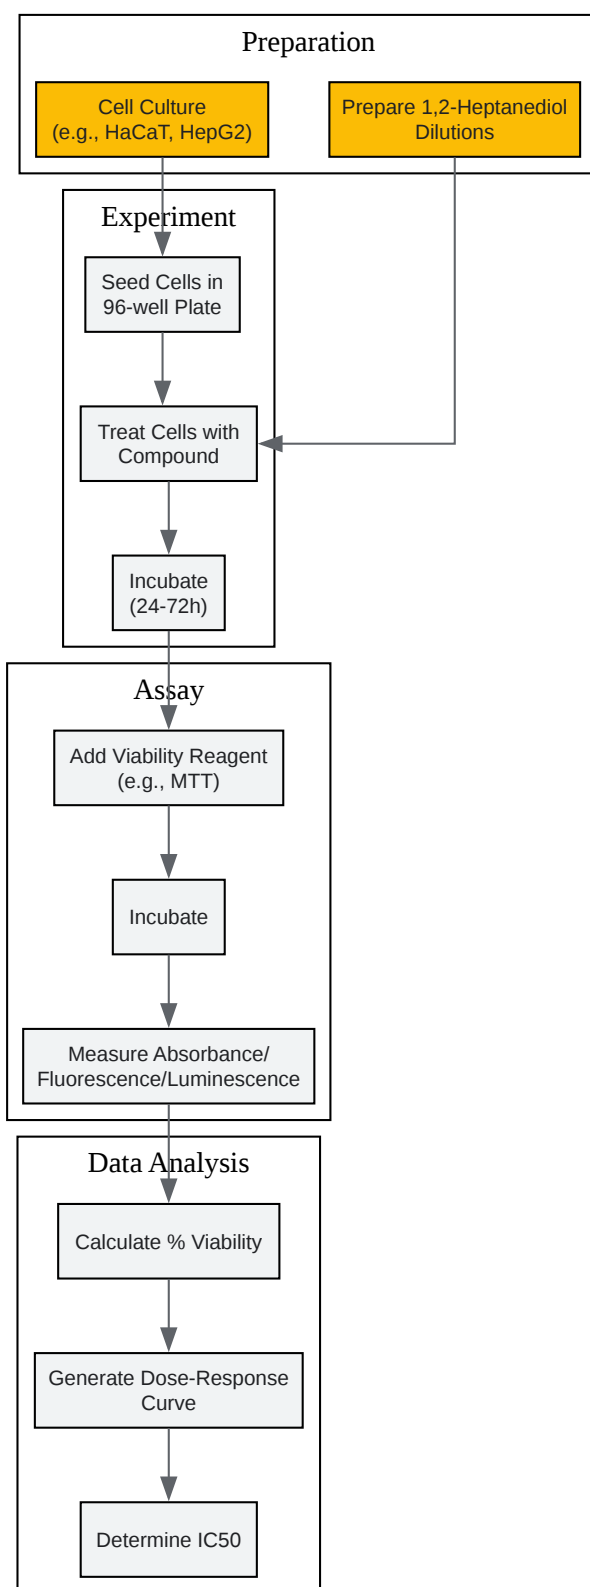 Preparation
Cell Culture
(e.g., HaCaT, HepG2)
Prepare 1,2-Heptanediol
Dilutions
Experiment
Seed Cells in
96-well Plate
Treat Cells with
Compound
Incubate
(24-72h)
Assay
Add Viability Reagent
(e.g., MTT)
Incubate
Measure Absorbance/
Fluorescence/Luminescence
Data Analysis
Calculate % Viability
Generate Dose-Response
Curve
Determine IC50